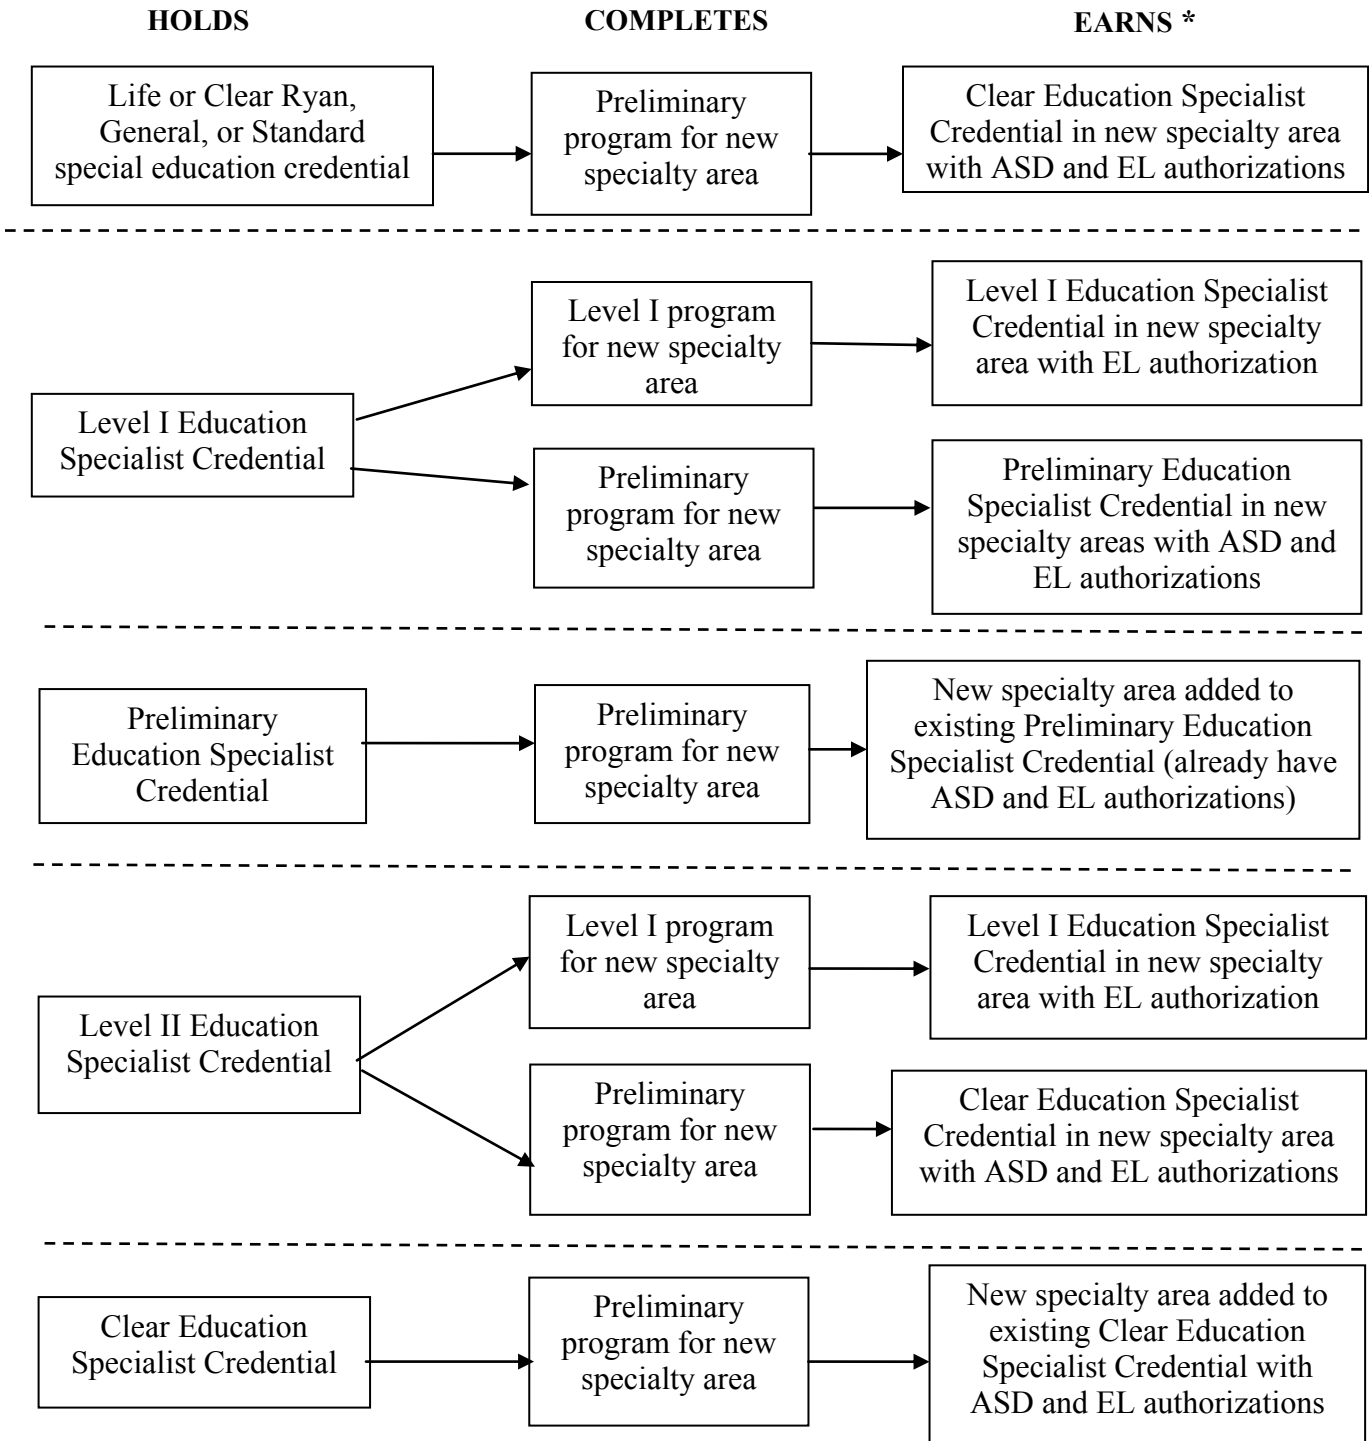 HOLDS
COMPLETES
EARNS *
Life or Clear Ryan,
General, or Standard
special education credential
Preliminary
program for new
specialty area
Clear Education Specialist
Credential in new specialty area
with ASD and EL authorizations
Level I Education
Specialist Credential
Level I program
for new specialty
area
Level I Education Specialist
Credential in new specialty
area with EL authorization
Preliminary
program for new
specialty area
Preliminary Education
Specialist Credential in new
specialty areas with ASD and
EL authorizations
Preliminary
Education Specialist
Credential
Preliminary
program for new
specialty area
New specialty area added to
existing Preliminary Education
Specialist Credential (already have
ASD and EL authorizations)
Level II Education
Specialist Credential
Level I program
for new specialty
area
Level I Education Specialist
Credential in new specialty
area with EL authorization
Preliminary
program for new
specialty area
Clear Education Specialist
Credential in new specialty area
with ASD and EL authorizations
Clear Education
Specialist Credential
Preliminary
program for new
specialty area
New specialty area added to
existing Clear Education
Specialist Credential with
ASD and EL authorizations